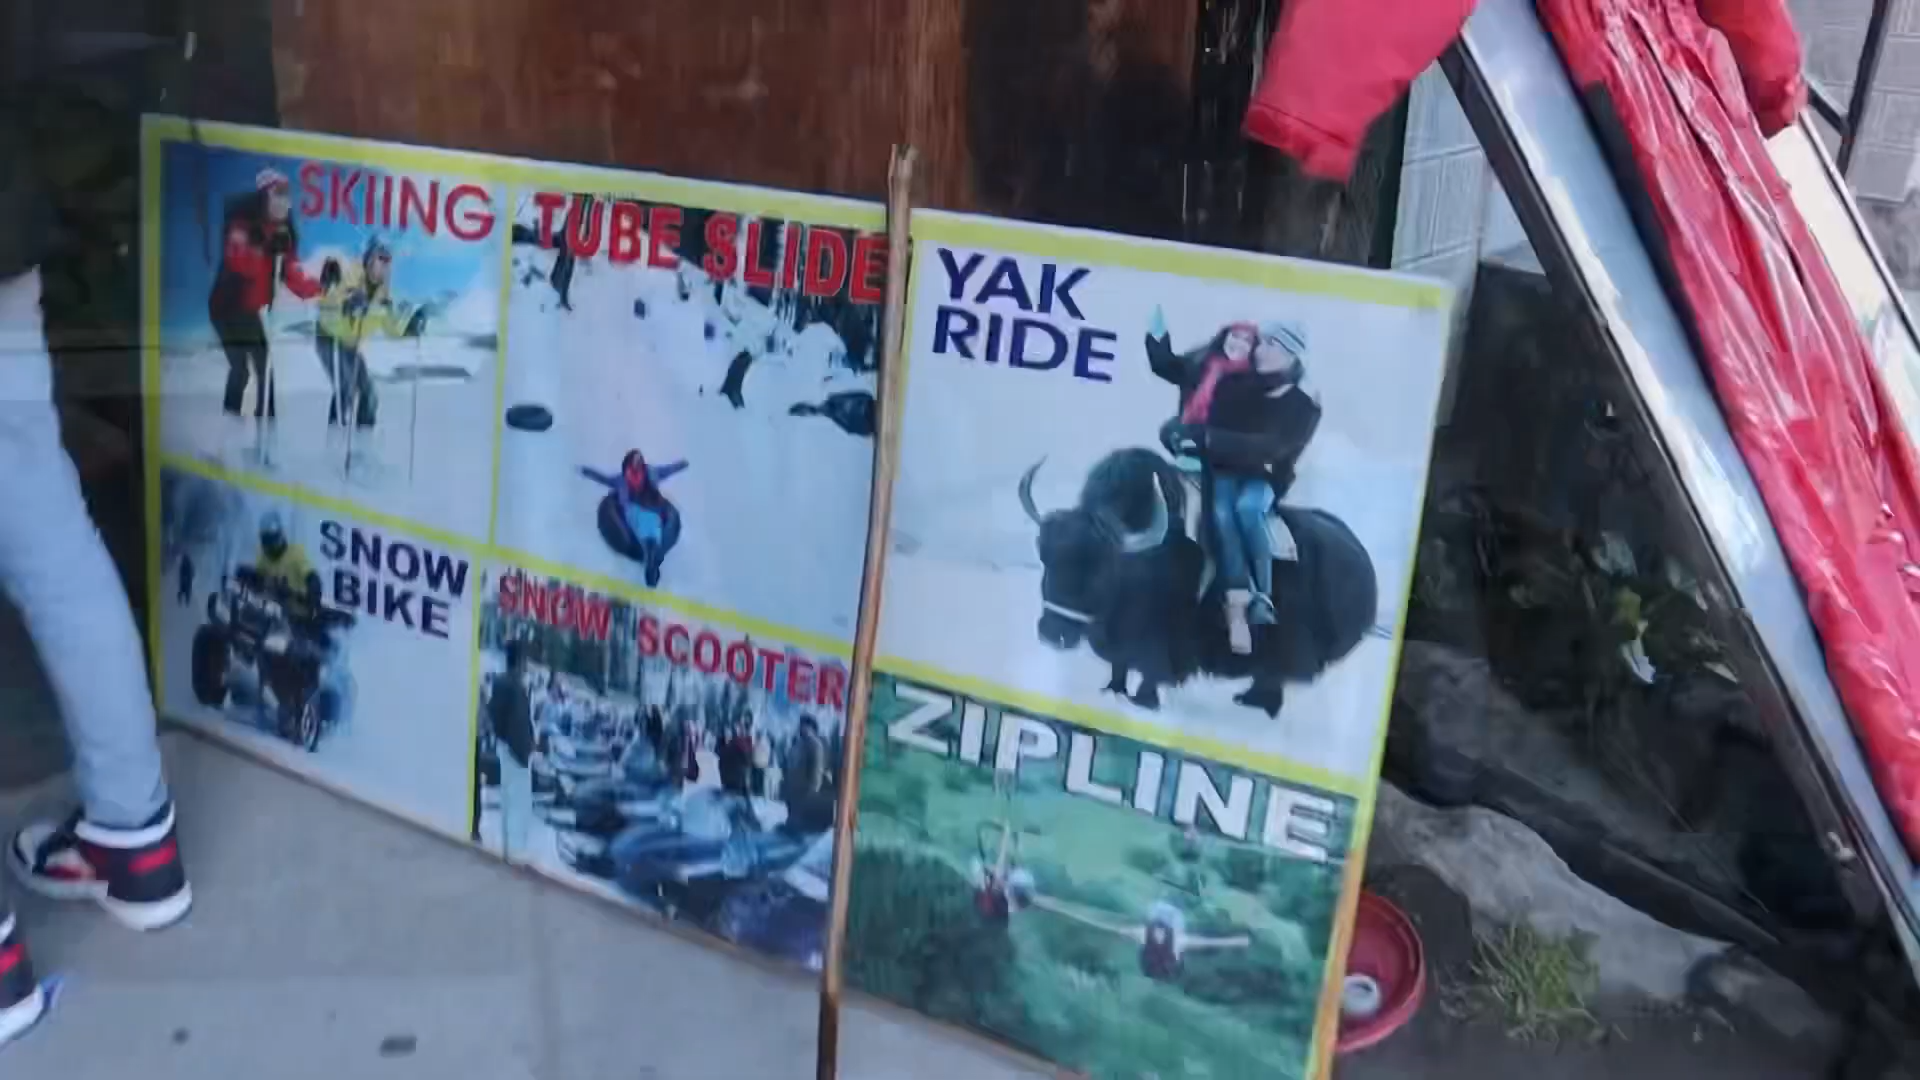 SKIING
TUBE SLIDE
YAK
RIDE
SNOW
BIKE
SNOW SCOOTER
ZIPLINE